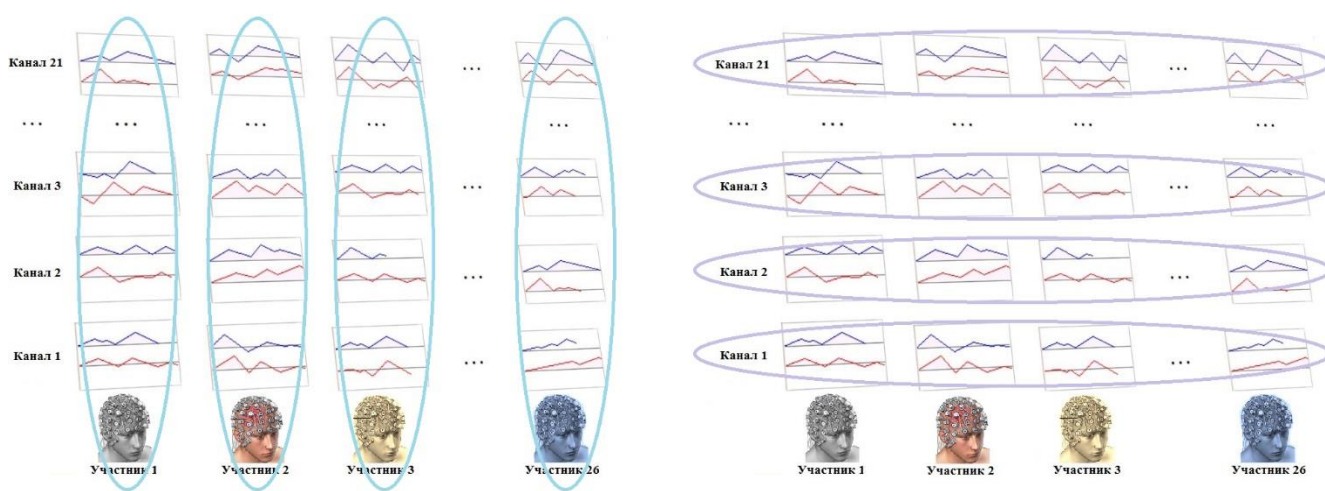 Канал 21
...
...
...
...
...
...
Канал 3
...
Канал 2
...
Канал 1
...
Участник 1
Участник 2
Участник 3
Участник 26
Канал 21
...
...
...
...
...
...
Канал 3
...
Канал 2
...
Канал 1
...
Участник 1
Участник 2
Участник 3
Участник 26